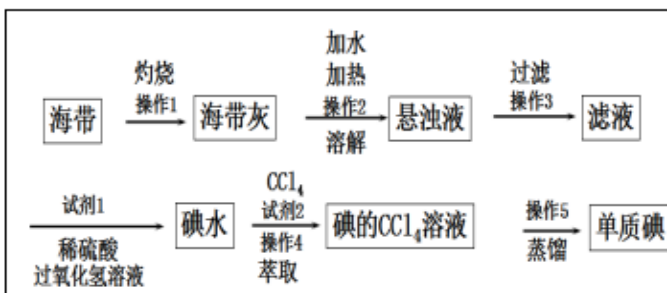 灼烧
操作1
海带
海带灰
加水
加热
操作2
溶解
悬浊液
过滤
操作3
滤液
试剂1
稀硫酸
过氧化氢溶液
碘水
CCl₄
试剂2
操作4
萃取
碘的CCl₄溶液
操作5
蒸馏
单质碘